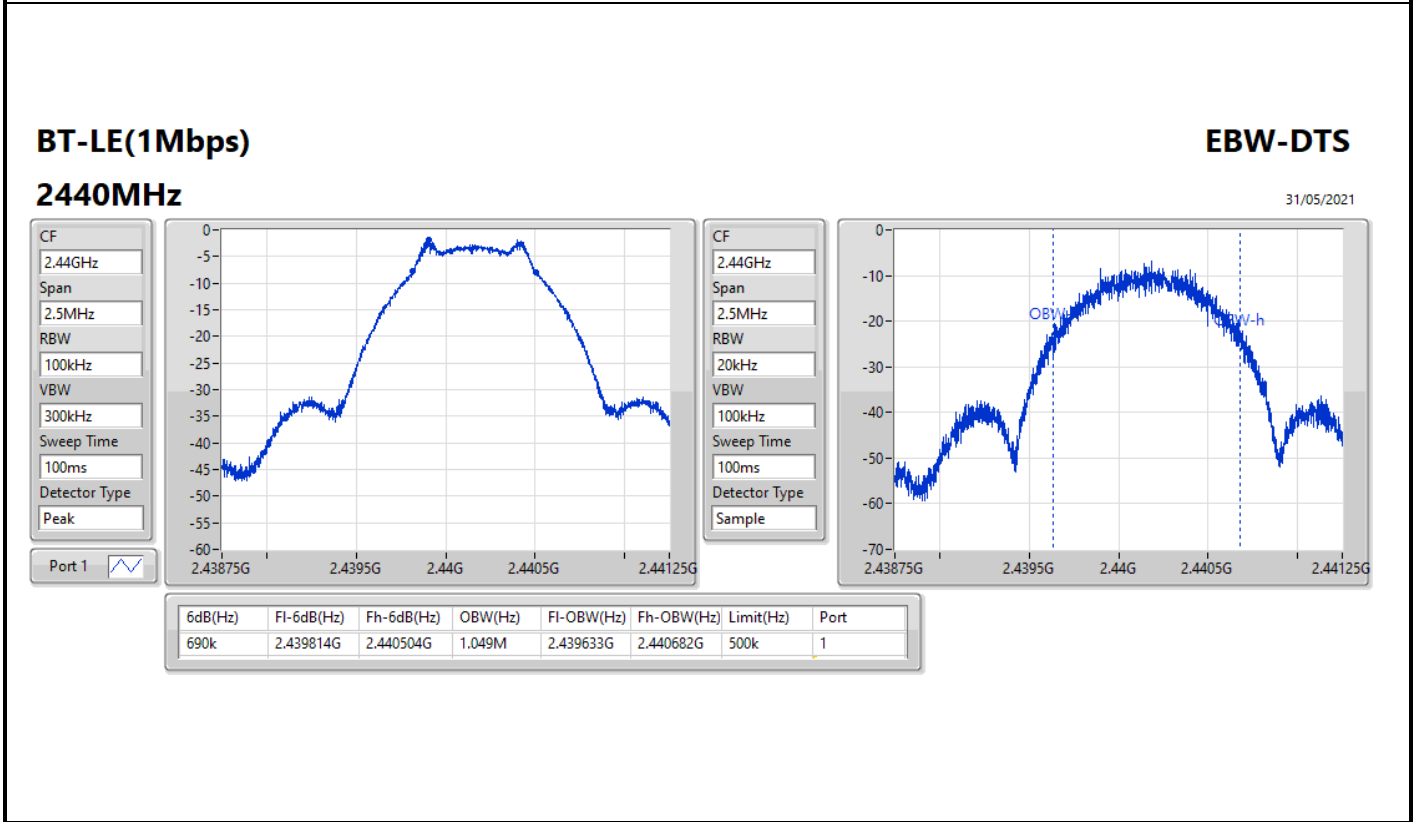 BT-LE(1Mbps)
EBW-DTS
2440MHz
31/05/2021
CF
2.44GHz
Span
2.5MHz
RBW
100kHz
VBW
300kHz
Sweep Time
100ms
Detector Type
Peak
Port 1
0
-5
-10
-15
-20
-25
-30
-35
-40
-45
-50
-55
-60
2.43875G 2.4395G 2.44G 2.4405G 2.44125G
CF
2.44GHz
Span
2.5MHz
RBW
20kHz
VBW
100kHz
Sweep Time
100ms
Detector Type
Sample
0
-10
-20
-30
-40
-50
-60
-70
2.43875G 2.4395G 2.44G 2.4405G 2.44125G
6dB(Hz) Fl-6dB(Hz) Fh-6dB(Hz) OBW(Hz) Fl-OBW(Hz) Fh-OBW(Hz) Limit(Hz) Port
690k 2.439814G 2.440504G 1.049M 2.439633G 2.440682G 500k 1